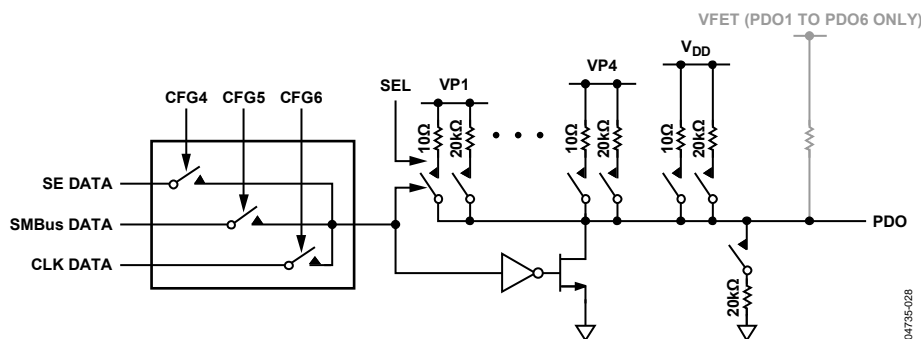 VFET (PDO1 TO PDO6 ONLY)
VDD
VP4
SEL
VP1
CFG4 CFG5 CFG6
10Ω
20kΩ
10Ω
20kΩ
10Ω
20kΩ
SE DATA
SMBus DATA
CLK DATA
PDO
20kΩ
04735-028